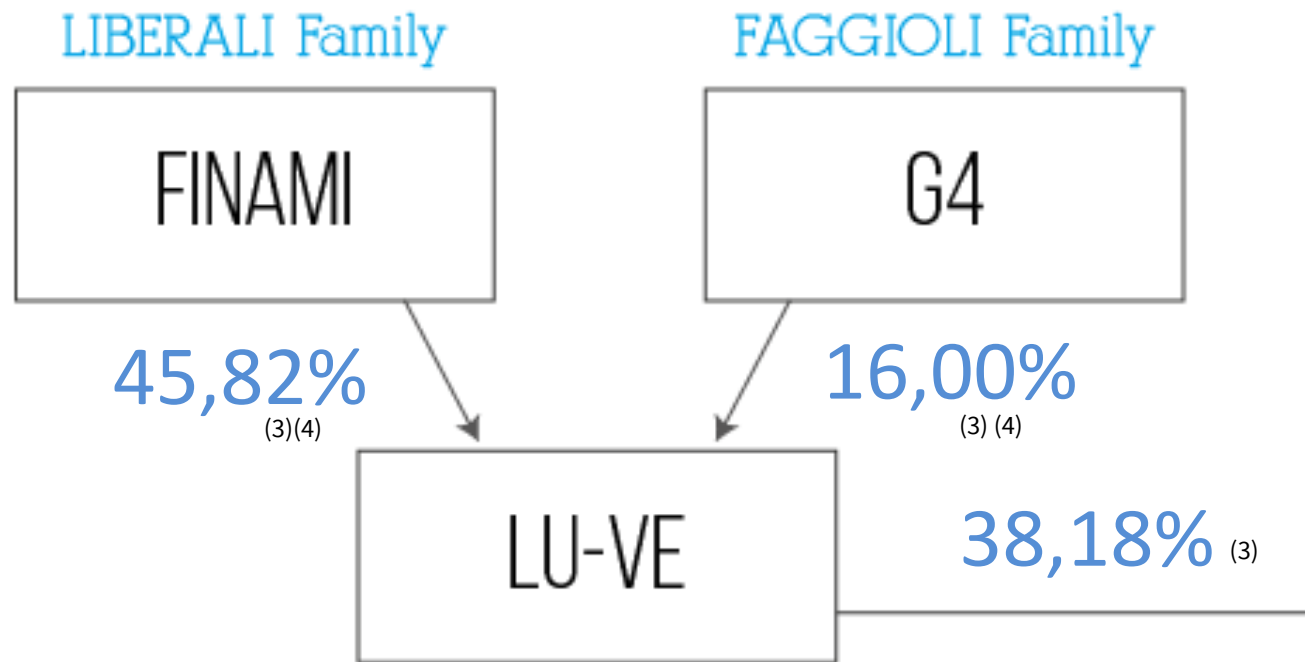 LIBERALI Family
FAGGIOLI Family
FINAMI
G4
45,82%
(3)(4)
16,00%
(3) (4)
LU-VE
38,18% (3)